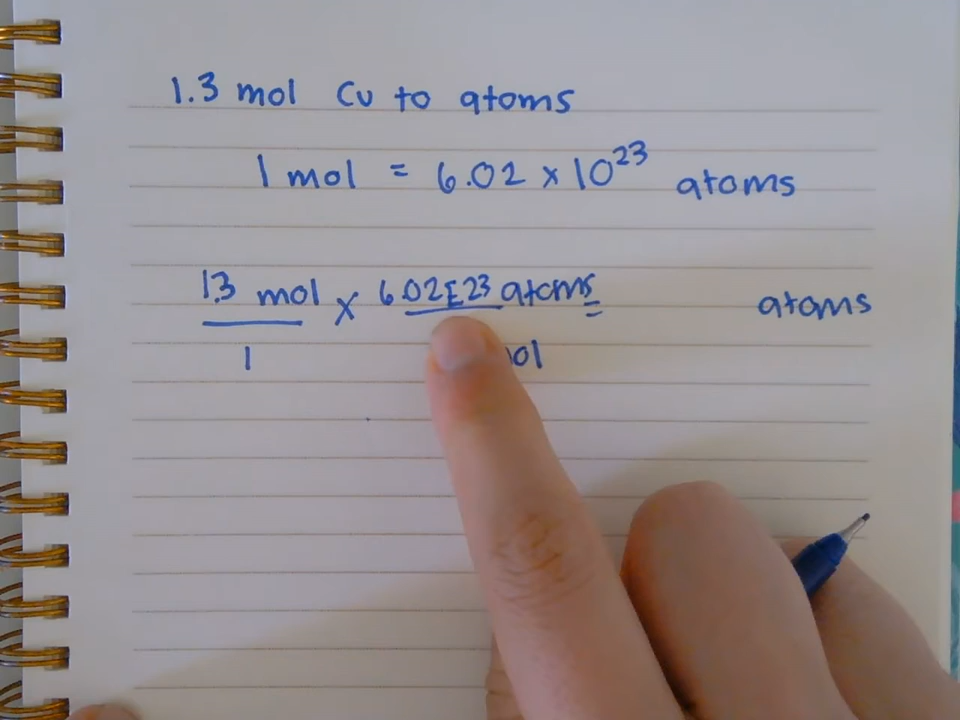 1.3 mol Cu to atoms
1 mol = 6.02 x 10^23 atoms
1.3 mol x 6.02E23 atoms atoms
1